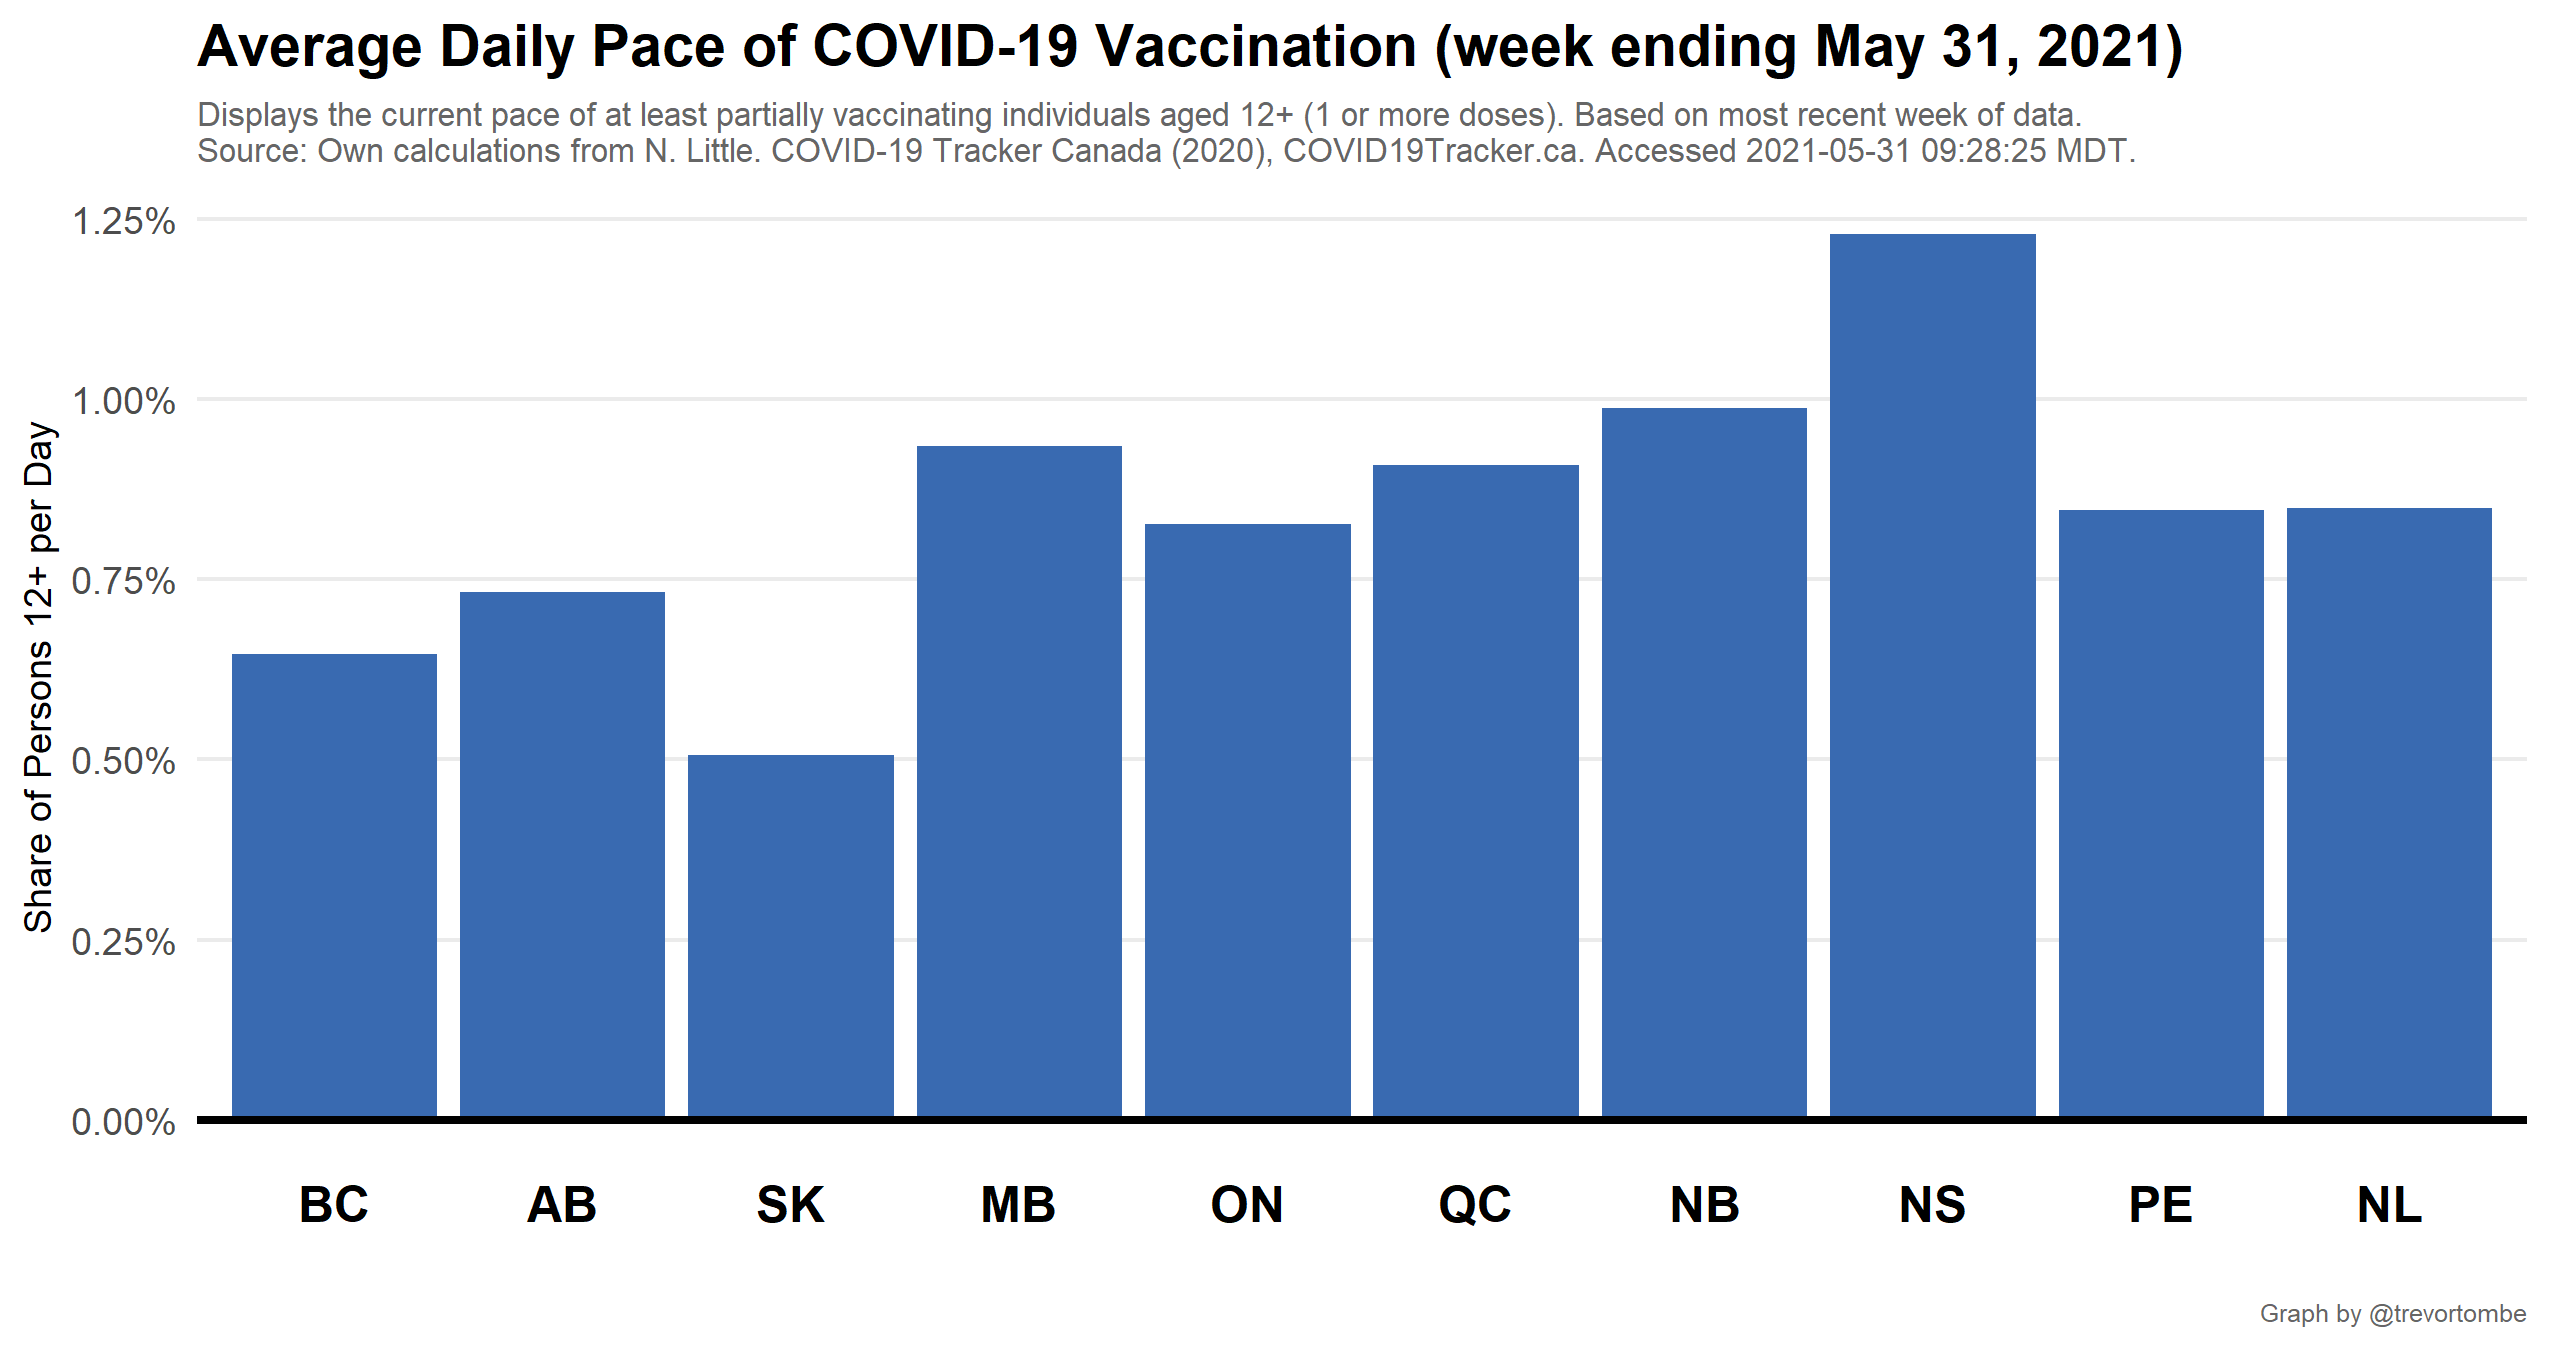 Average Daily Pace of COVID-19 Vaccination (week ending May 31, 2021)
Displays the current pace of at least partially vaccinating individuals aged 12+ (1 or more doses). Based on most recent week of data.
Source: Own calculations from N. Little. COVID-19 Tracker Canada (2020), COVID19Tracker.ca. Accessed 2021-05-31 09:28:25 MDT.
Share of Persons 12+ per Day
1.25%
1.00%
0.75%
0.50%
0.25%
0.00%
BC AB SK MB ON QC NB NS PE NL
Graph by @trevortombe